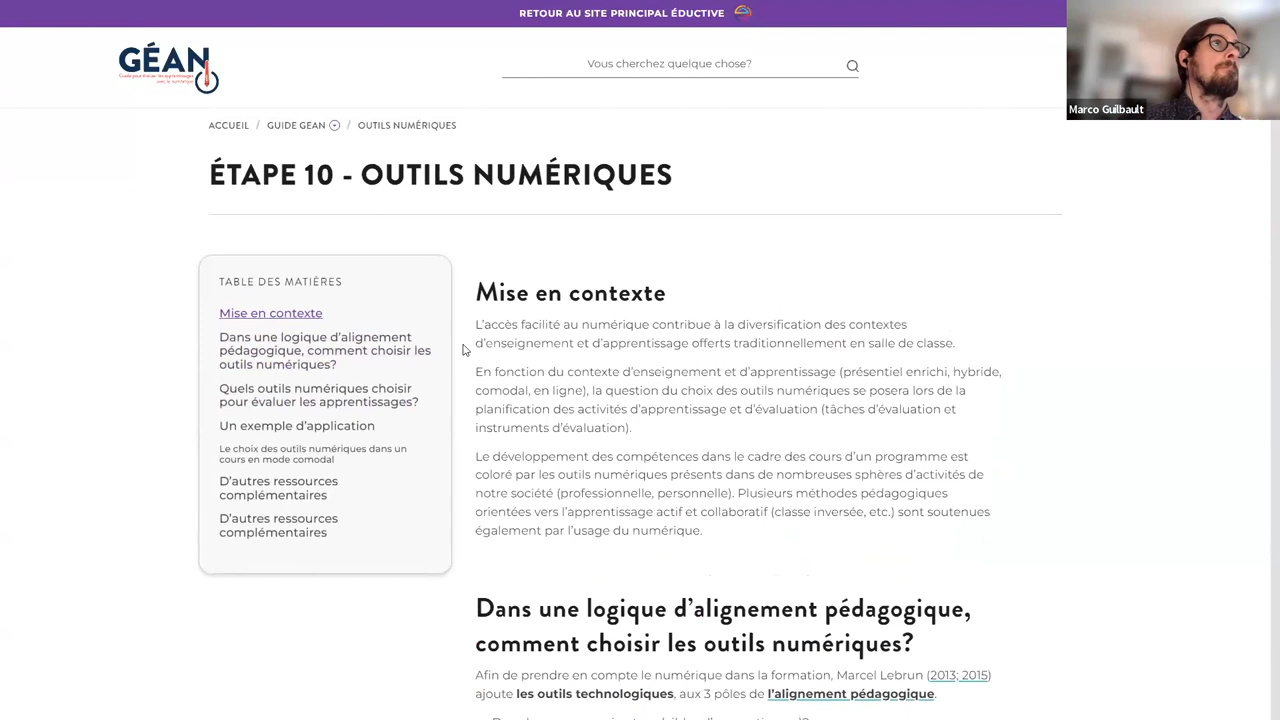 RETOUR AU SITE PRINCIPAL ÉDUCTIVE
GÉAN
Vous cherchez quelque chose?
Marco Guilbault
ACCUEIL / GUIDE GEAN / OUTILS NUMÉRIQUES
ÉTAPE 10 - OUTILS NUMÉRIQUES
TABLE DES MATIÈRES
Mise en contexte
Dans une logique d’alignement
pédagogique, comment choisir les
outils numériques?
Quels outils numériques choisir
pour évaluer les apprentissages?
Un exemple d’application
Le choix des outils numériques dans un
cours en mode comodal
D’autres ressources
complémentaires
D’autres ressources
complémentaires
Mise en contexte
L’accès facilité au numérique contribue à la diversification des contextes
d’enseignement et d’apprentissage offerts traditionnellement en salle de classe.
En fonction du contexte d’enseignement et d’apprentissage (présentiel enrichi, hybride,
comodal, en ligne), la question du choix des outils numériques se posera lors de la
planification des activités d’apprentissage et d’évaluation (tâches d’évaluation et
instruments d’évaluation).
Le développement des compétences dans le cadre des cours d’un programme est
coloré par les outils numériques présents dans de nombreuses sphères d’activités de
notre société (professionnelle, personnelle). Plusieurs méthodes pédagogiques
orientées vers l’apprentissage actif et collaboratif (classe inversée, etc.) sont soutenues
également par l’usage du numérique.
Dans une logique d’alignement pédagogique,
comment choisir les outils numériques?
Afin de prendre en compte le numérique dans la formation, Marcel Lebrun (2013; 2015)
ajoute les outils technologiques, aux 3 pôles de l’alignement pédagogique.